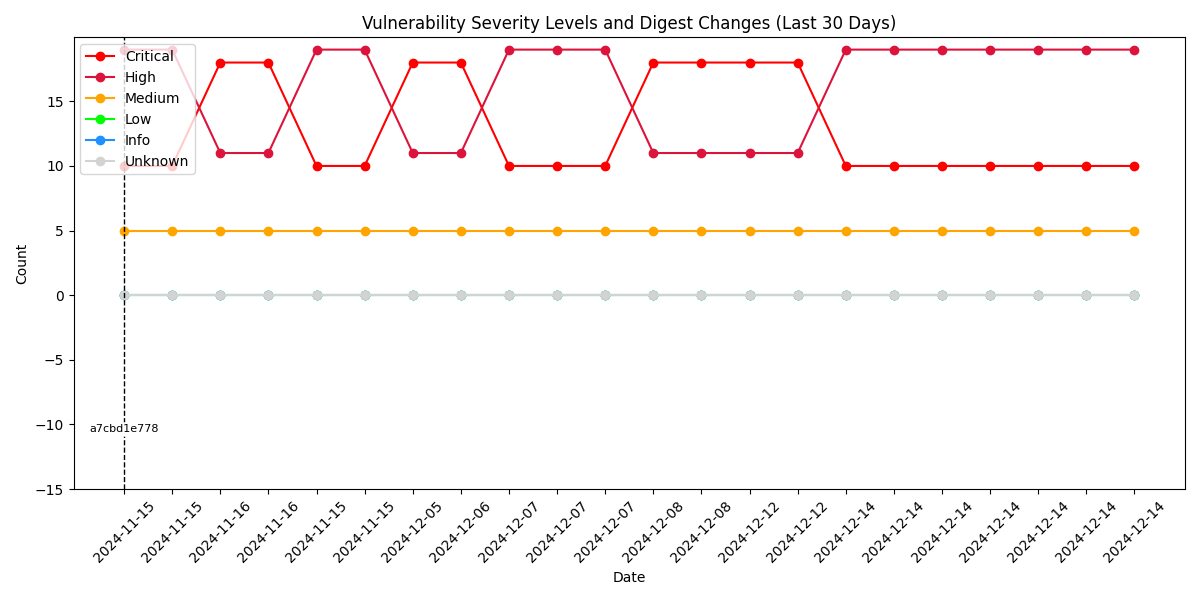 Vulnerability Severity Levels and Digest Changes (Last 30 Days)
Critical
High
Medium
Low
Info
Unknown
15
10
5
0
−5
−10
−15
Count
a7cbd1e778
2024-11-15
2024-11-15
2024-11-16
2024-11-16
2024-11-15
2024-11-15
2024-12-05
2024-12-06
2024-12-07
2024-12-07
2024-12-07
2024-12-08
2024-12-08
2024-12-12
2024-12-12
2024-12-14
2024-12-14
2024-12-14
2024-12-14
2024-12-14
2024-12-14
2024-12-14
Date